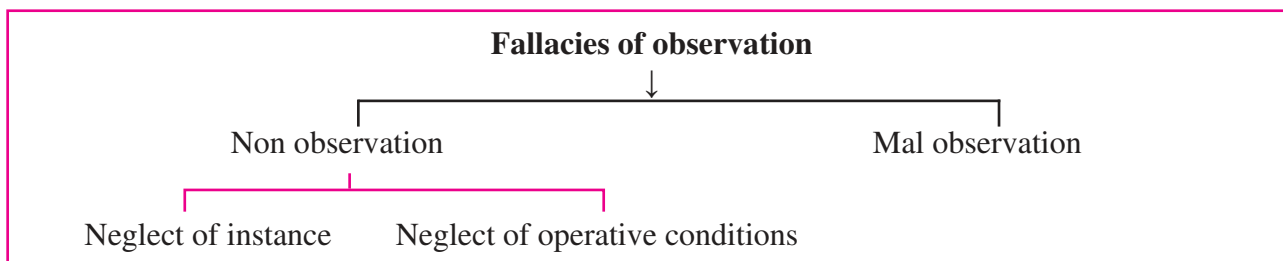 Fallacies of observation
↓
Non observation Mal observation
Neglect of instance Neglect of operative conditions